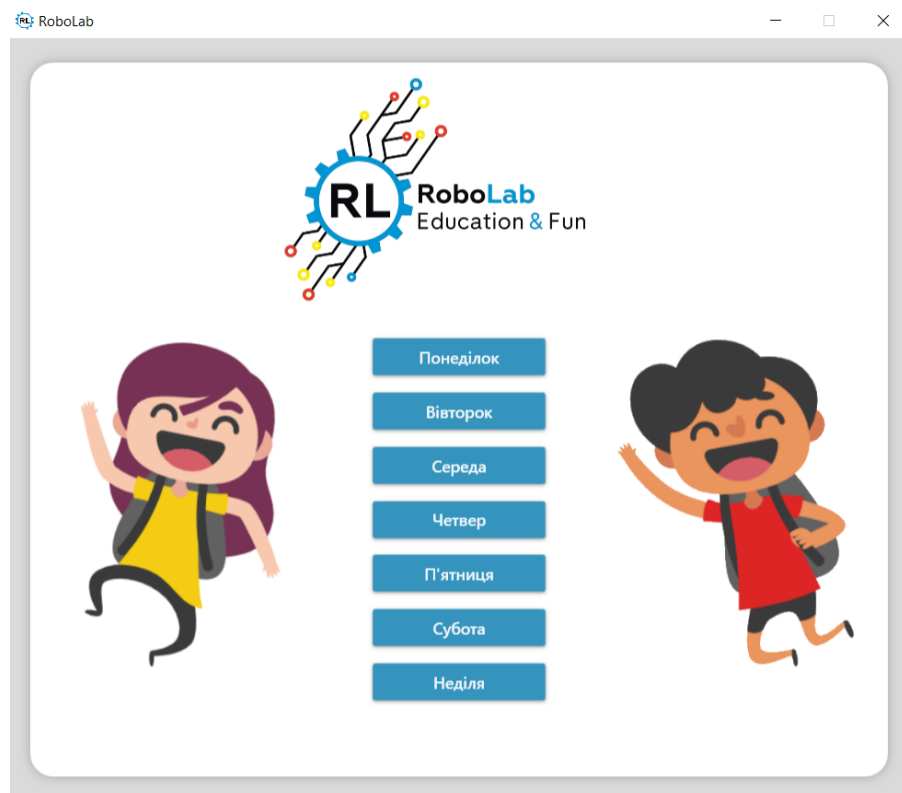 RoboLab
RL
RoboLab
Education & Fun
Понеділок
Вівторок
Середа
Четвер
П'ятниця
Субота
Неділя